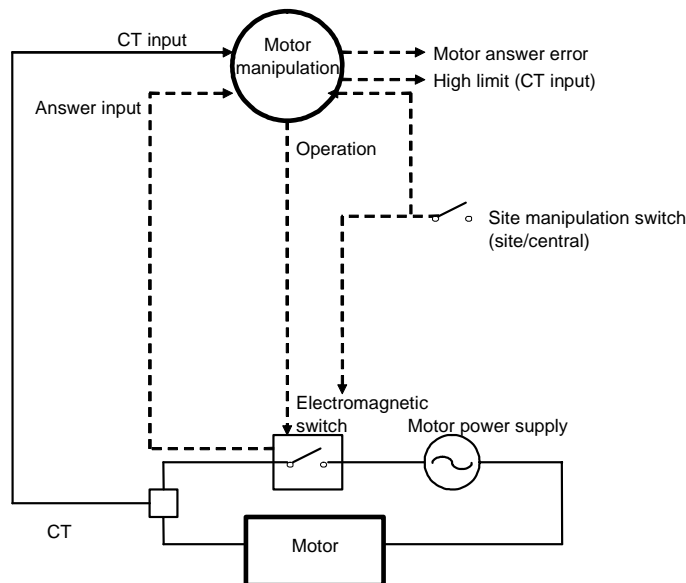 CT input
Motor
manipulation
Motor answer error
High limit (CT input)
Answer input
Operation
Site manipulation switch
(site/central)
Electromagnetic
switch
Motor power supply
CT
Motor